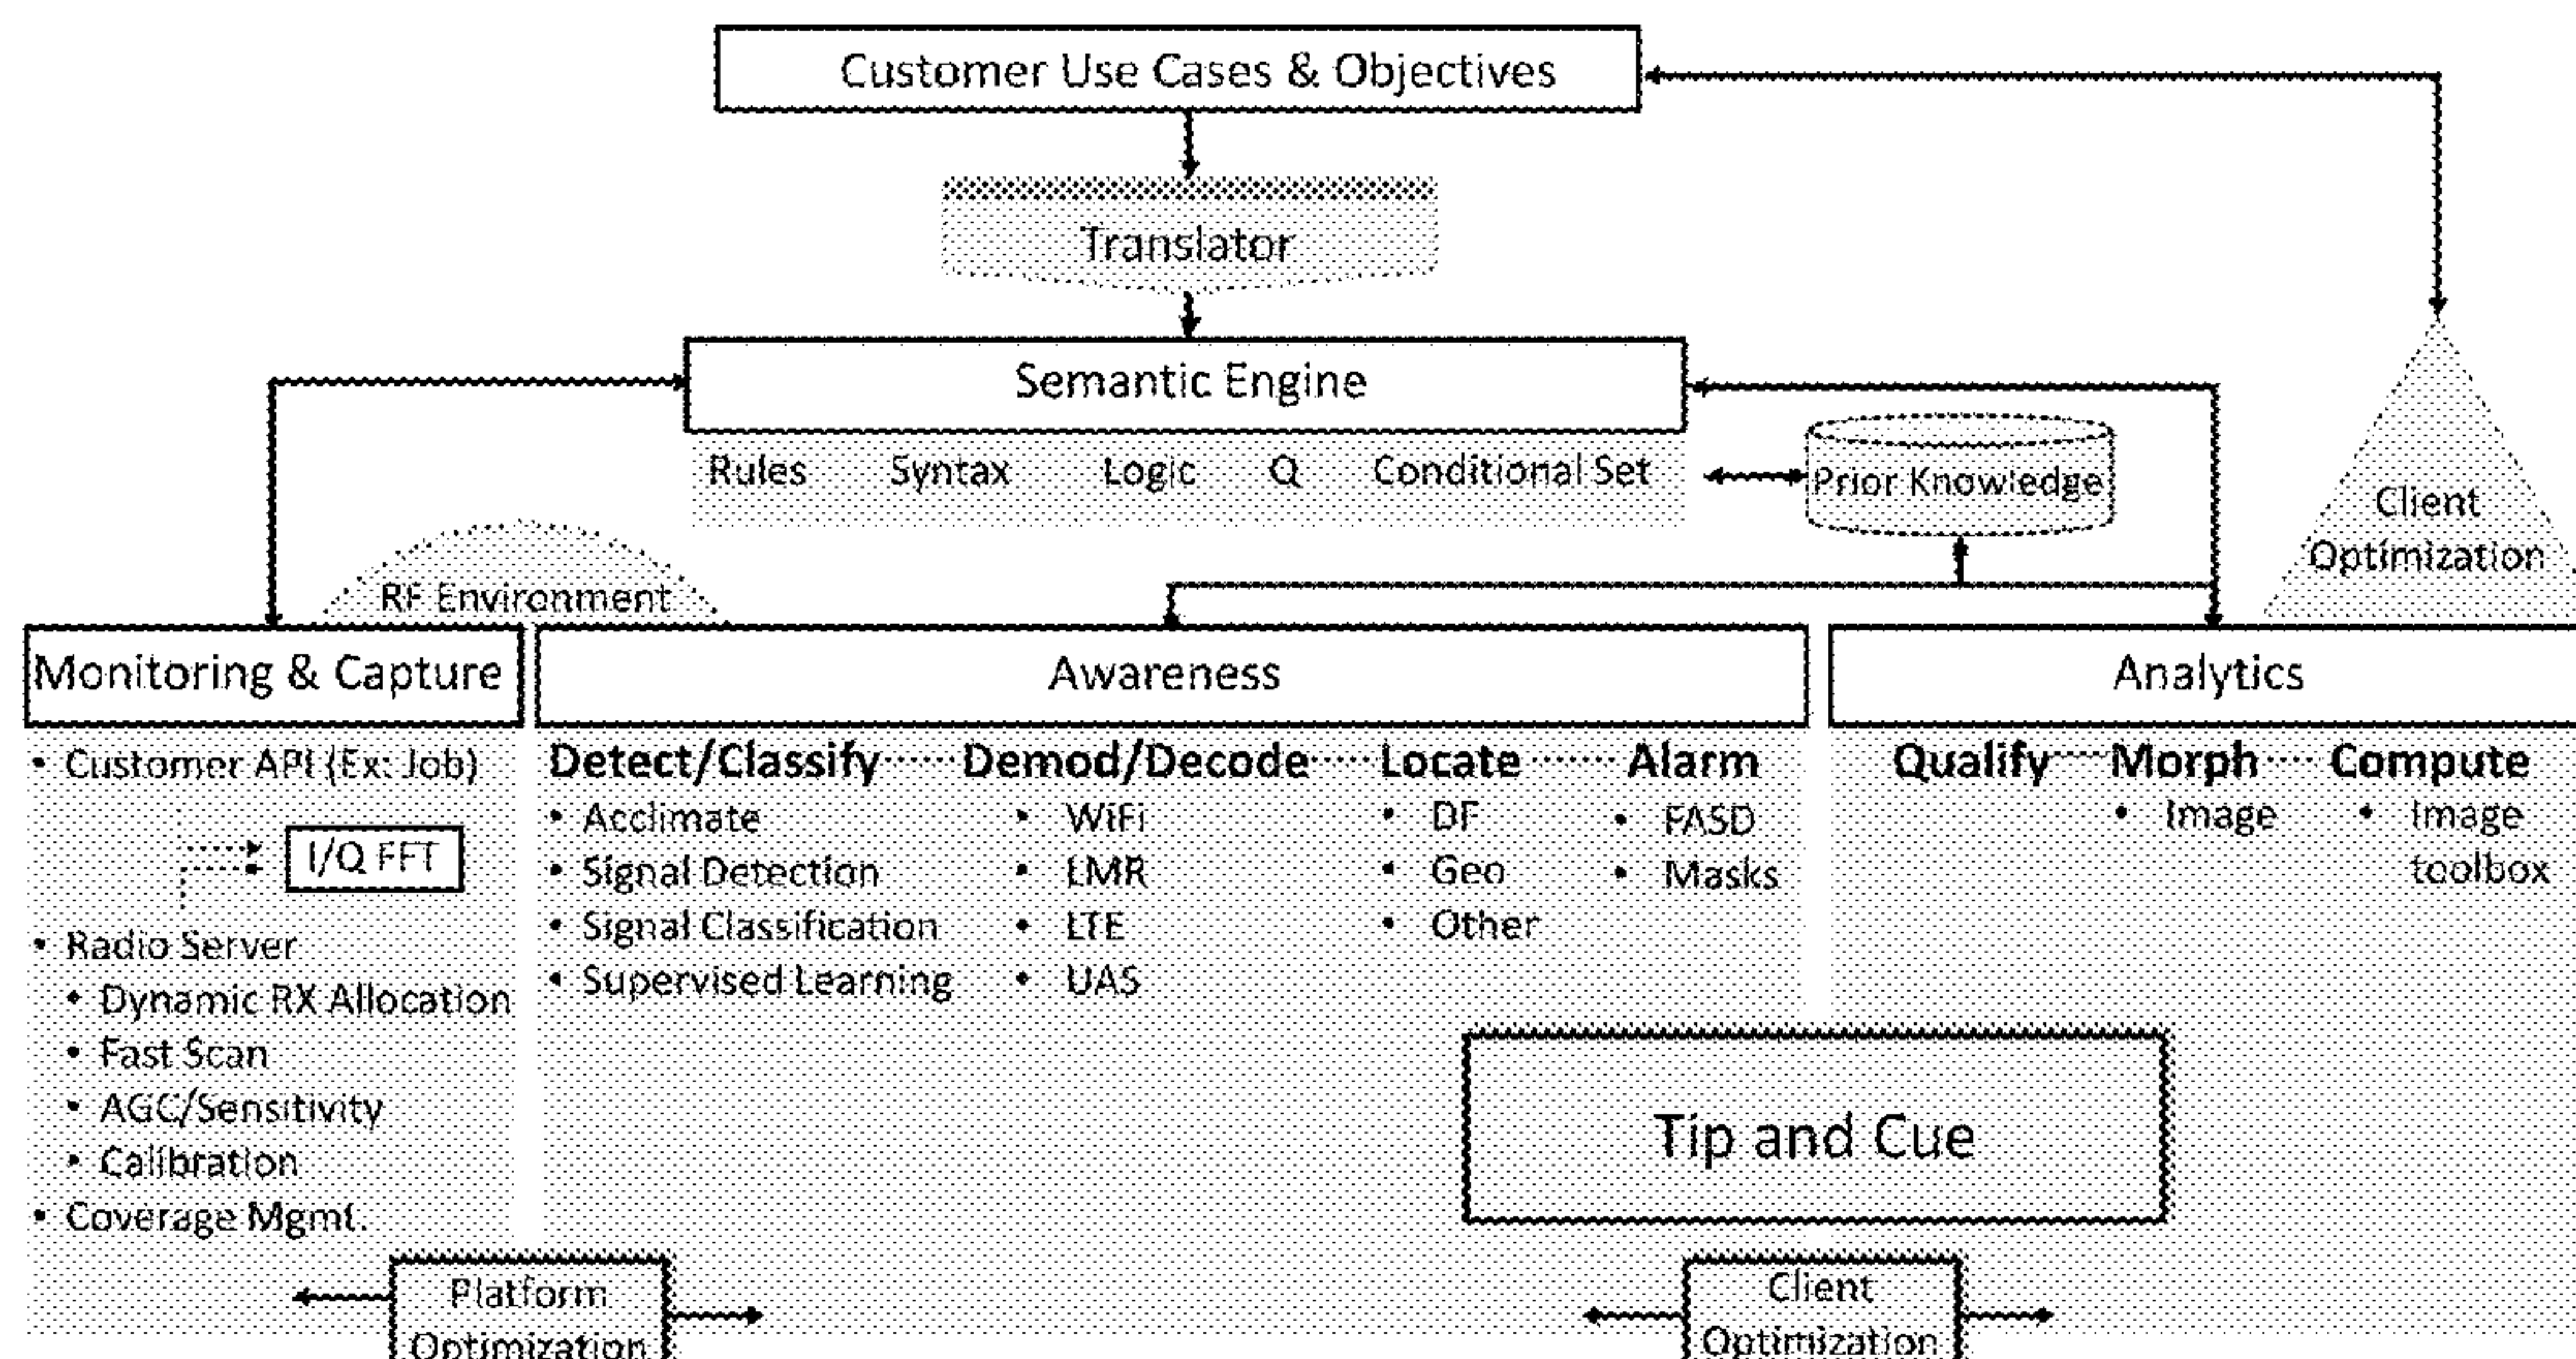 Customer Use Cases & Objectives
Translator
Semantic Engine
Rules Syntax Logic Q Conditional Set
Prior Knowledge
Client
Optimization
RF Environment
Monitoring & Capture
Awareness
Analytics
• Customer API (Ex: Job)
I/Q FFT
• Radio Server
• Dynamic RX Allocation
• Fast Scan
• AGC/Sensitivity
• Calibration
• Coverage Mgmt.
Detect/Classify
• Acclimate
• Signal Detection
• Signal Classification
• Supervised Learning
Demod/Decode
• WiFi
• LMR
• LTE
• UAS
Locate
• DF
• Geo
• Other
Alarm
• FASD
• Masks
Qualify
Morph
• Image
Compute
• Image
toolbox
Tip and Cue
Platform
Optimization
Client
Optimization